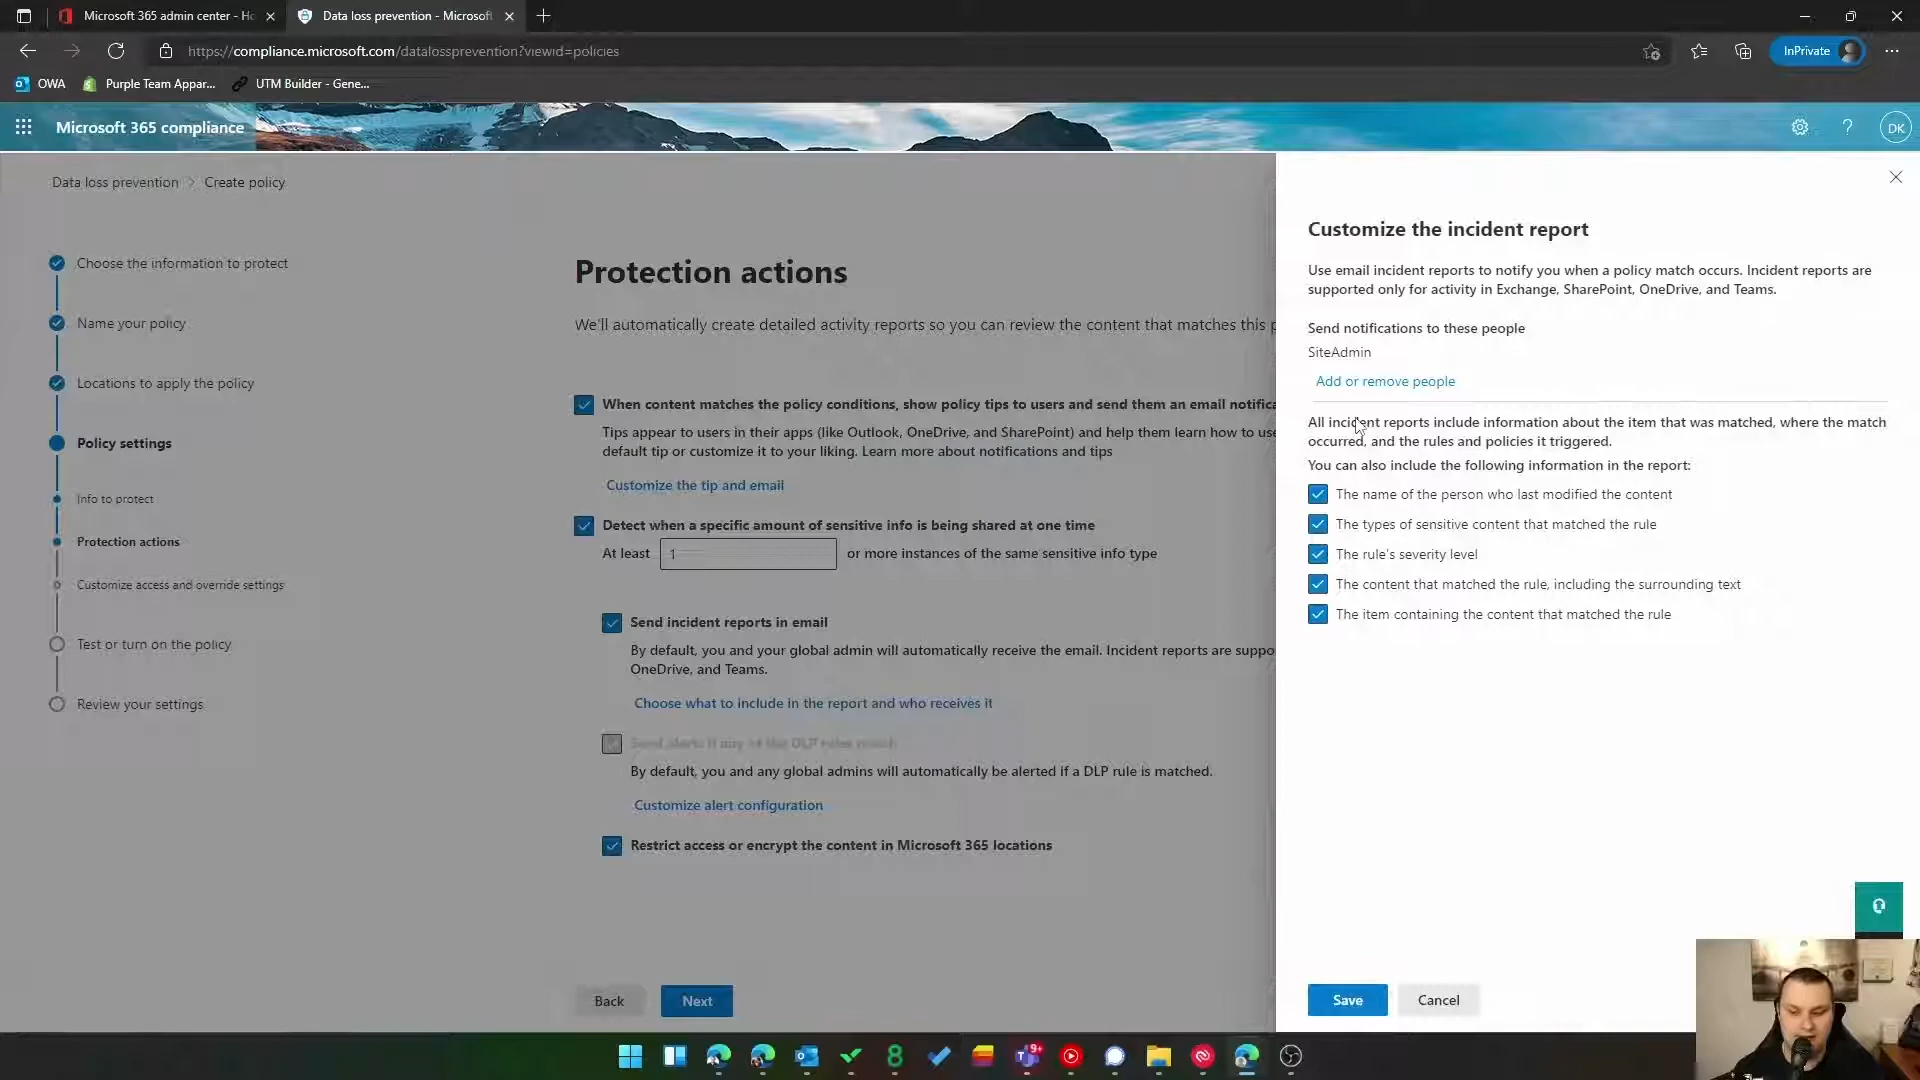 Microsoft 365 admin center - Ho
Data loss prevention - Microsoft
https://compliance.microsoft.com/datalossprevention?viewid=policies
InPrivate
OWA
Purple Team Appar...
UTM Builder - Gene...
Microsoft 365 compliance
?
DK
Data loss prevention > Create policy
Choose the information to protect
Name your policy
Locations to apply the policy
Policy settings
Info to protect
Protection actions
Customize access and override settings
Test or turn on the policy
Review your settings
Protection actions
We'll automatically create detailed activity reports so you can review the content that matches this p
When content matches the policy conditions, show policy tips to users and send them an email notifica
Tips appear to users in their apps (like Outlook, OneDrive, and SharePoint) and help them learn how to use
default tip or customize it to your liking. Learn more about notifications and tips
Customize the tip and email
Detect when a specific amount of sensitive info is being shared at one time
At least 1 or more instances of the same sensitive info type
Send incident reports in email
By default, you and your global admin will automatically receive the email. Incident reports are suppo
OneDrive, and Teams.
Choose what to include in the report and who receives it
Send alerts if any of the DLP rules match
By default, you and any global admins will automatically be alerted if a DLP rule is matched.
Customize alert configuration
Restrict access or encrypt the content in Microsoft 365 locations
Back
Next
Customize the incident report
Use email incident reports to notify you when a policy match occurs. Incident reports are
supported only for activity in Exchange, SharePoint, OneDrive, and Teams.
Send notifications to these people
SiteAdmin
Add or remove people
All incident reports include information about the item that was matched, where the match
occurred, and the rules and policies it triggered.
You can also include the following information in the report:
The name of the person who last modified the content
The types of sensitive content that matched the rule
The rule's severity level
The content that matched the rule, including the surrounding text
The item containing the content that matched the rule
Save
Cancel
9+